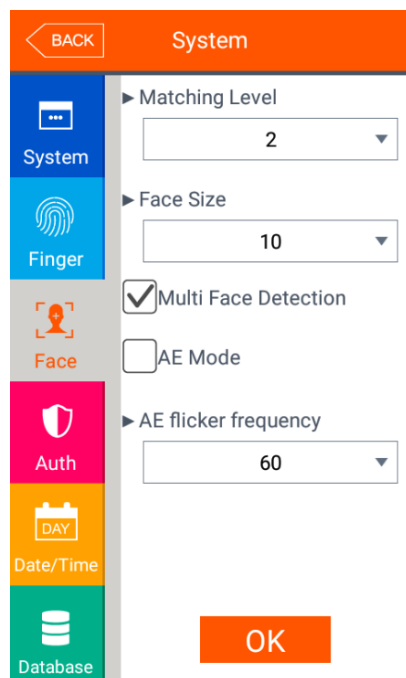 BACK
System
System
Finger
Face
Auth
DAY
Date/Time
Database
▶ Matching Level
2
▶ Face Size
10
Multi Face Detection
AE Mode
▶ AE flicker frequency
60
OK